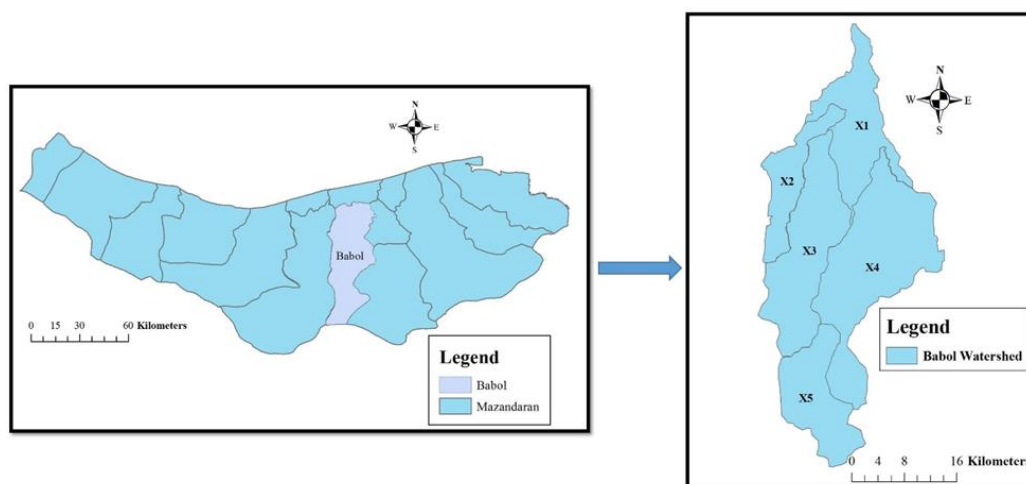 N
W E
S
Babol
0 15 30 60 Kilometers
Legend
Babol
Mazandaran
N
W E
S
X1
X2
X3
X4
X5
Legend
Babol Watershed
0 4 8 16 Kilometers